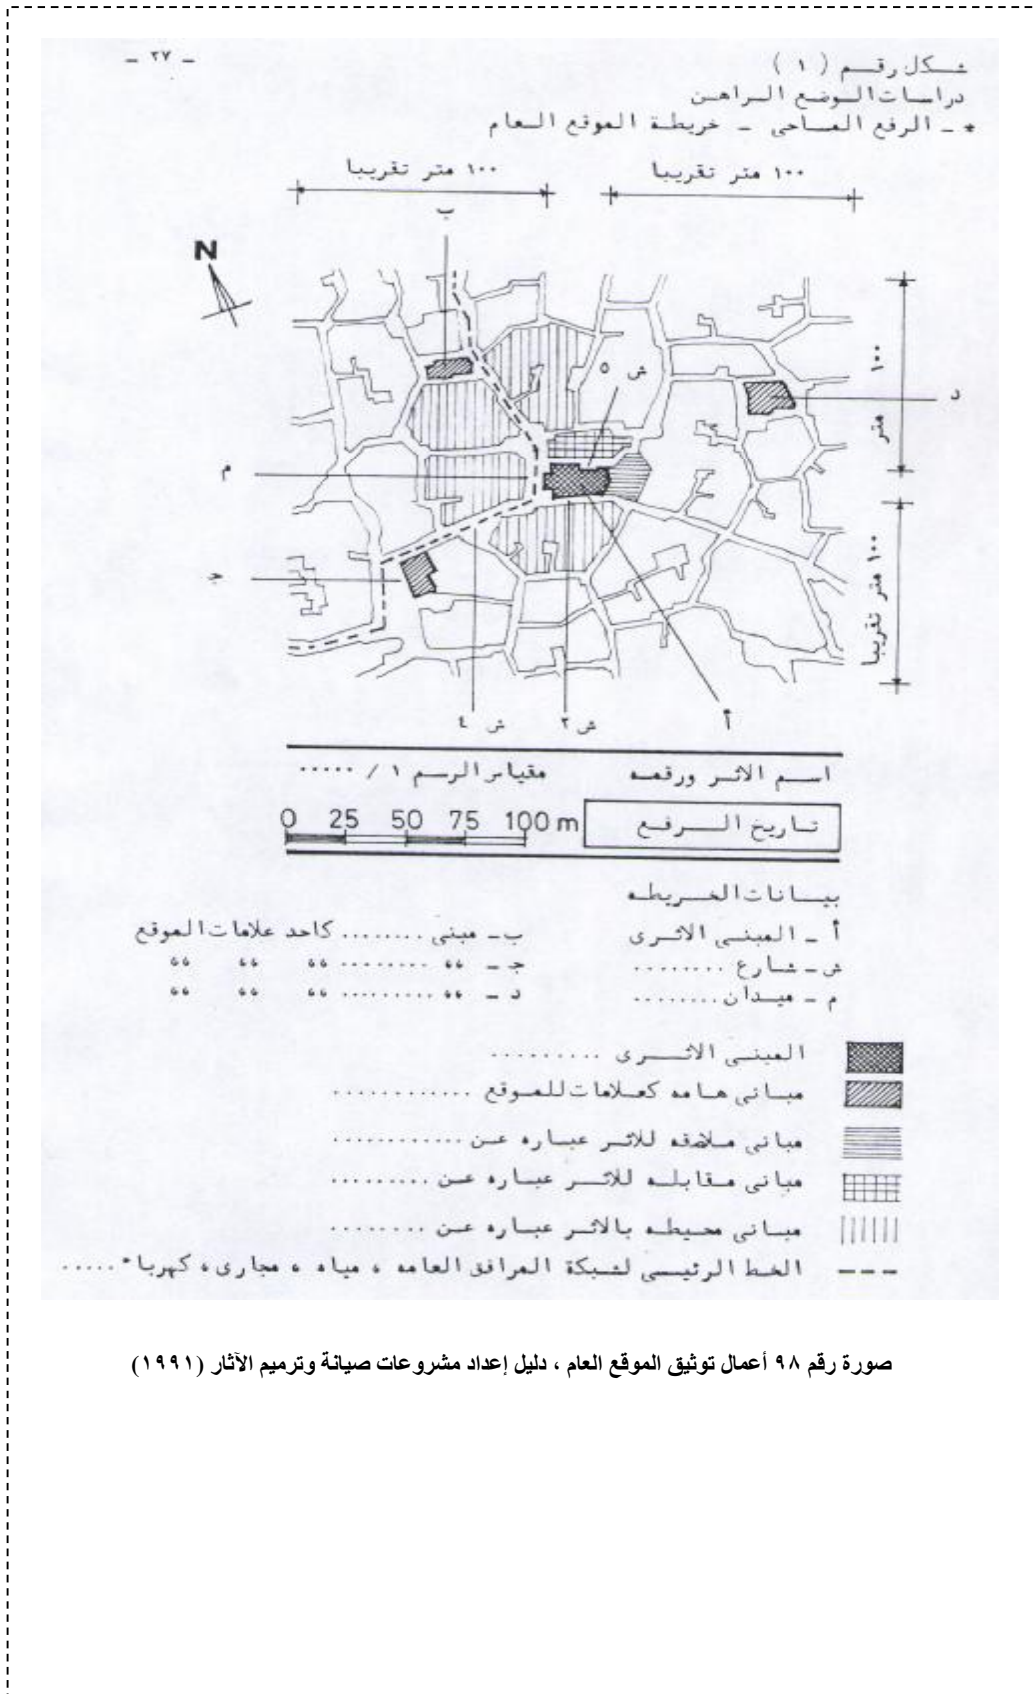 - ٢٧ -
شكل رقم ( ١ )
دراسات الوضع الراهن
* - الرفع المساحى - خريطة الموقع العام
١٠٠ متر تقريبا
١٠٠ متر تقريبا
ب
N
ش ٥
١٠٠ متر
د
م
١٠٠ متر تقريبا
ج
ش ٤
ش ٢
أ
اسم الاثر ورقمه
مقياس الرسم ١ / ٠٠٠٠٠
تاريخ الرفع
0 25 50 75 100 m
بيانات الخريطه
أ - المبنى الاثرى
ب - مبنى ........ كاحد علامات الموقع
ش - شارع ........
ج - " ........ " " "
م - ميدان ........
د - " ......... " " "
المبنى الاثرى .........
مبانى هامه كعلامات للموقع ............
مبانى ملاصقه للاثر عباره عن ............
مبانى مقابله للاثر عباره عن .........
مبانى محيطه بالاثر عباره عن ........
الخط الرئيسى لشبكة المرافق العامه ، مياه ، مجارى ، كهرباء .....
صورة رقم ٩٨ أعمال توثيق الموقع العام ، دليل إعداد مشروعات صيانة وترميم الآثار (١٩٩١)